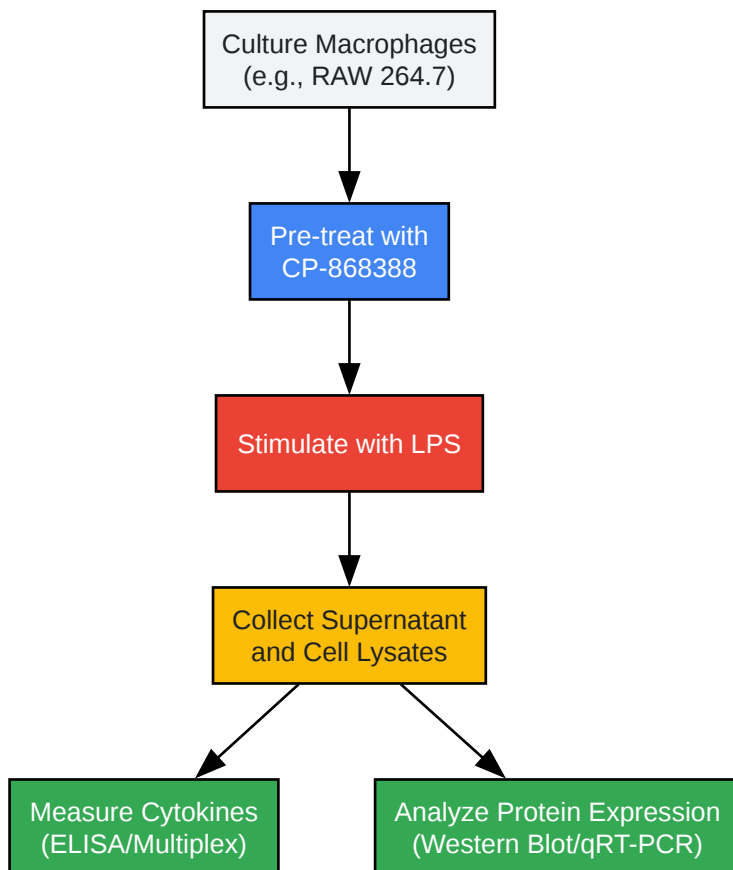 Culture Macrophages
(e.g., RAW 264.7)
Pre-treat with
CP-868388
Stimulate with LPS
Collect Supernatant
and Cell Lysates
Measure Cytokines
(ELISA/Multiplex)
Analyze Protein Expression
(Western Blot/qRT-PCR)